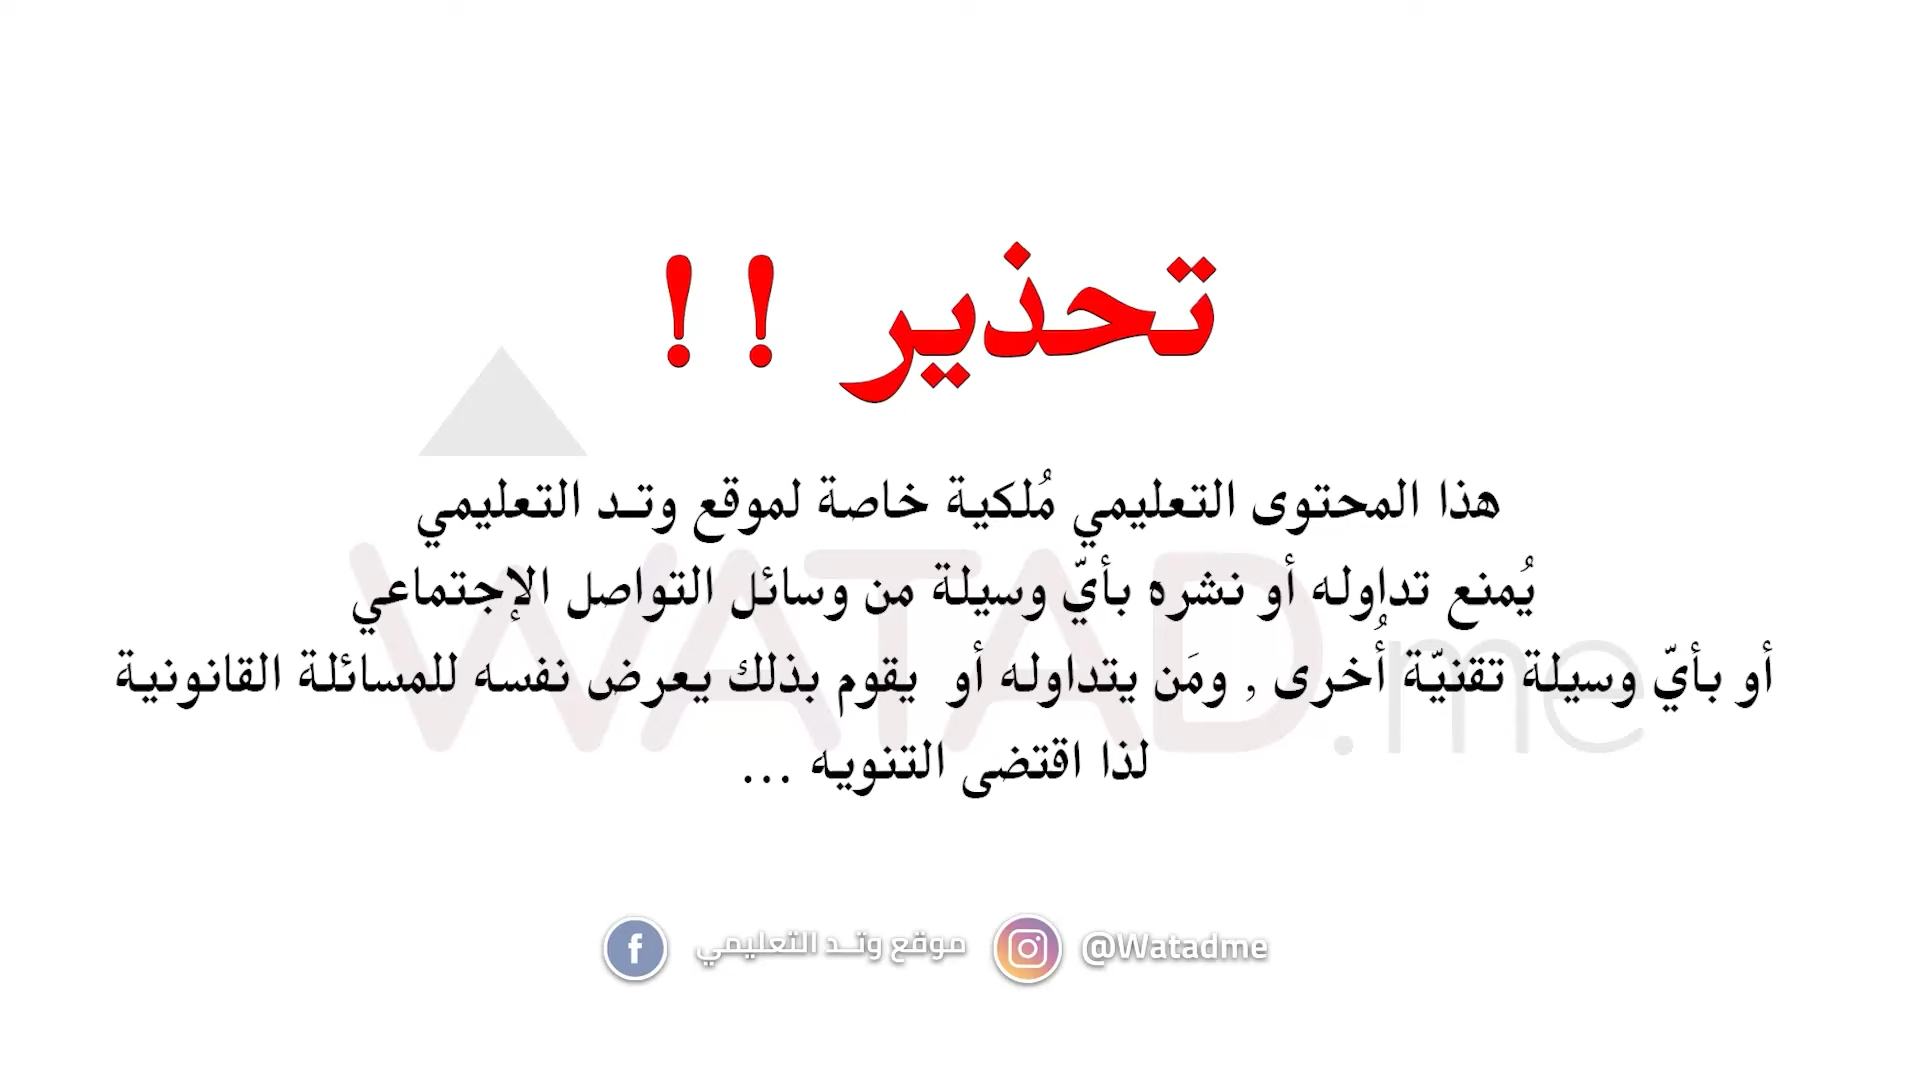 تحذير ! !
هذا المحتوى التعليمي مُلكية خاصة لموقع وتـد التعليمي
يُمنع تداوله أو نشره بأيّ وسيلة من وسائل التواصل الإجتماعي
أو بأيّ وسيلة تقنيّة أُخرى , ومَن يتداوله أو يقوم بذلك يعرض نفسه للمسائلة القانونية
لذا اقتضى التنويه ...
WATAD.me
@Watadme موقع وتـد التعليمي